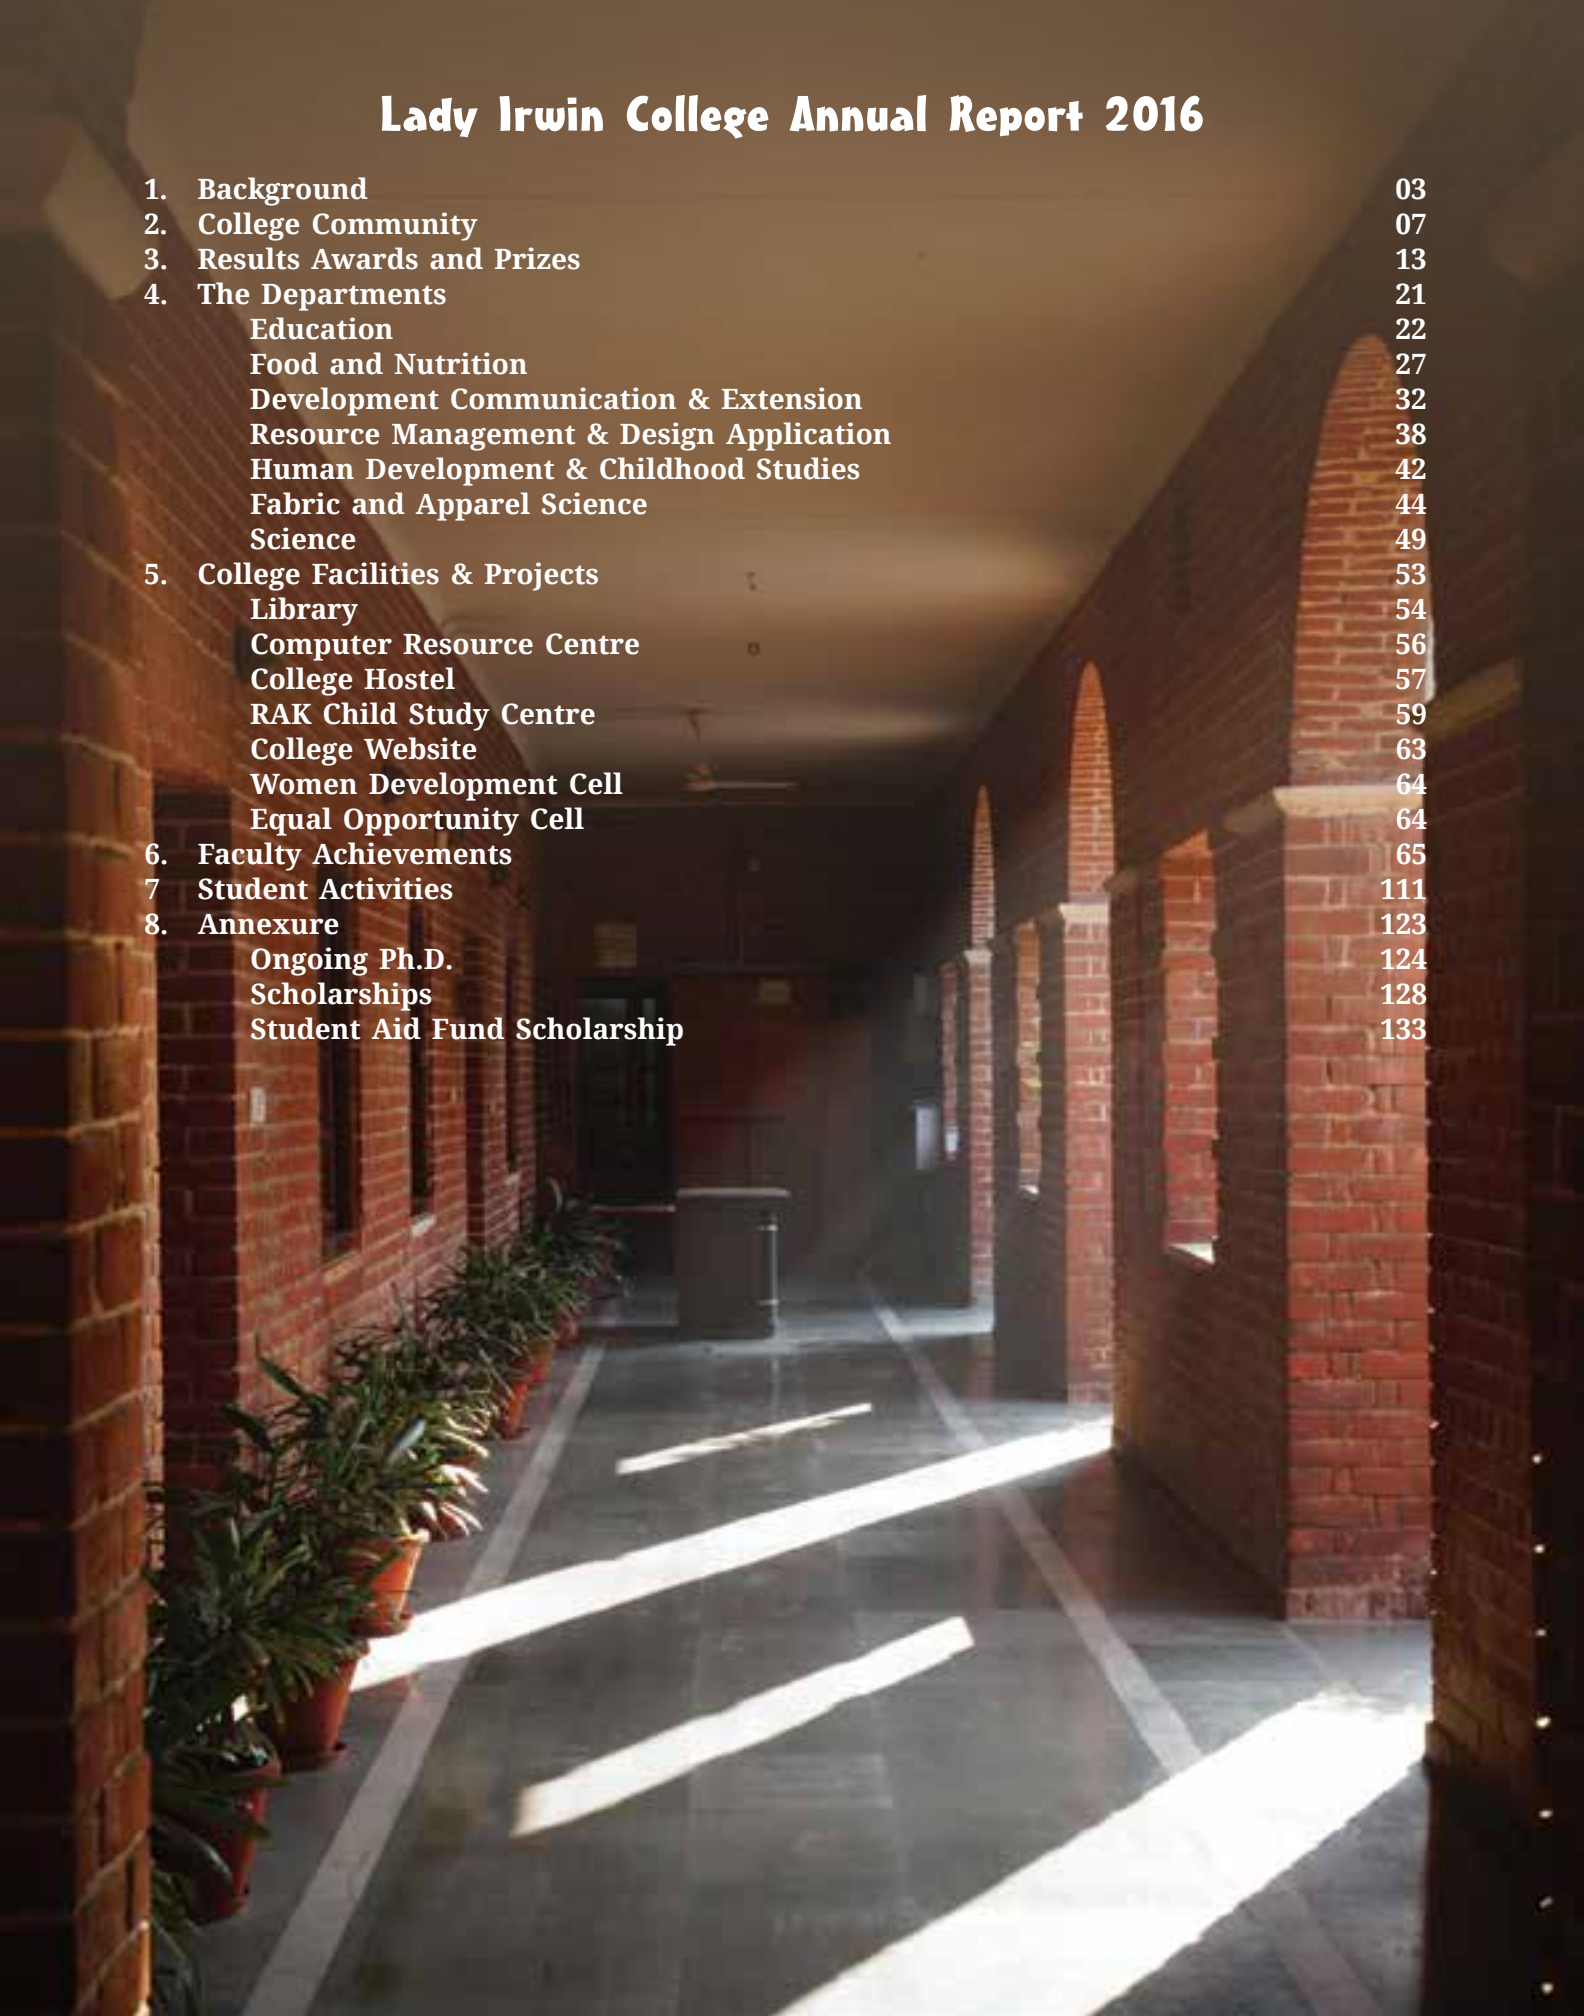 Lady Irwin College Annual Report 2016
1. Background 03
2. College Community 07
3. Results Awards and Prizes 13
4. The Departments 21
Education 22
Food and Nutrition 27
Development Communication & Extension 32
Resource Management & Design Application 38
Human Development & Childhood Studies 42
Fabric and Apparel Science 44
Science 49
5. College Facilities & Projects 53
Library 54
Computer Resource Centre 56
College Hostel 57
RAK Child Study Centre 59
College Website 63
Women Development Cell 64
Equal Opportunity Cell 64
6. Faculty Achievements 65
7 Student Activities 111
8. Annexure 123
Ongoing Ph.D. 124
Scholarships 128
Student Aid Fund Scholarship 133